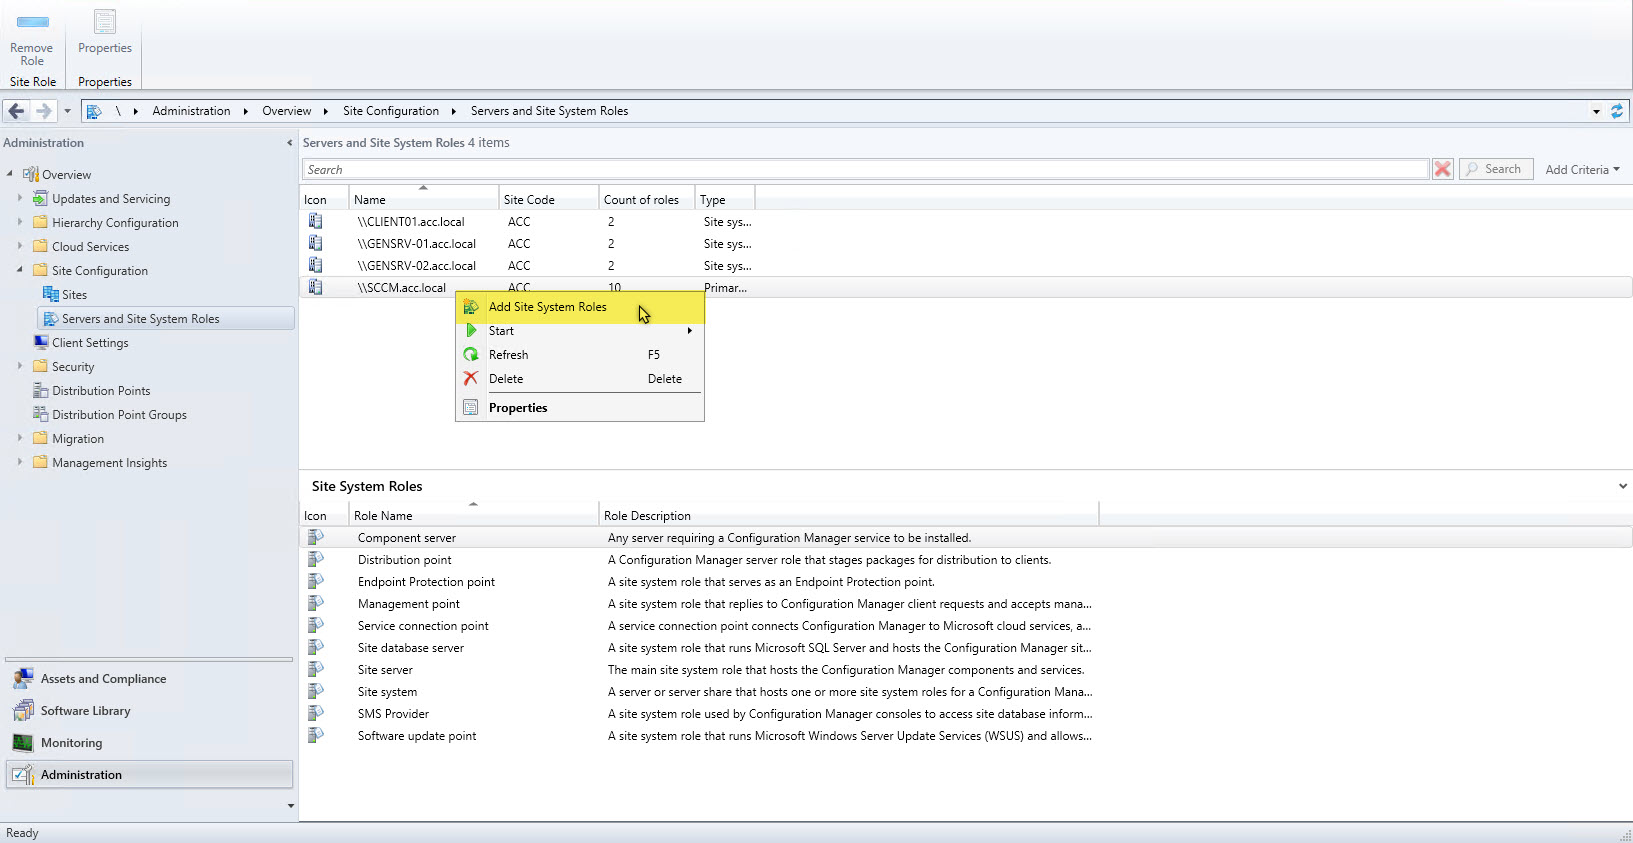 Remove Role
Properties
Site Role
Properties
\ Administration Overview Site Configuration Servers and Site System Roles
Administration
Servers and Site System Roles 4 items
Search
Search
Add Criteria
Overview
Updates and Servicing
Hierarchy Configuration
Cloud Services
Site Configuration
Sites
Servers and Site System Roles
Client Settings
Security
Distribution Points
Distribution Point Groups
Migration
Management Insights
Icon Name Site Code Count of roles Type
\\CLIENT01.acc.local ACC 2 Site sys...
\\GENSRV-01.acc.local ACC 2 Site sys...
\\GENSRV-02.acc.local ACC 2 Site sys...
\\SCCM.acc.local ACC 10 Primar...
Add Site System Roles
Start
Refresh F5
Delete Delete
Properties
Site System Roles
Icon Role Name Role Description
Component server Any server requiring a Configuration Manager service to be installed.
Distribution point A Configuration Manager server role that stages packages for distribution to clients.
Endpoint Protection point A site system role that serves as an Endpoint Protection point.
Management point A site system role that replies to Configuration Manager client requests and accepts mana...
Service connection point A service connection point connects Configuration Manager to Microsoft cloud services, a...
Site database server A site system role that runs Microsoft SQL Server and hosts the Configuration Manager sit...
Site server The main site system role that hosts the Configuration Manager components and services.
Site system A server or server share that hosts one or more site system roles for a Configuration Mana...
SMS Provider A site system role used by Configuration Manager consoles to access site database inform...
Software update point A site system role that runs Microsoft Windows Server Update Services (WSUS) and allows...
Assets and Compliance
Software Library
Monitoring
Administration
Ready